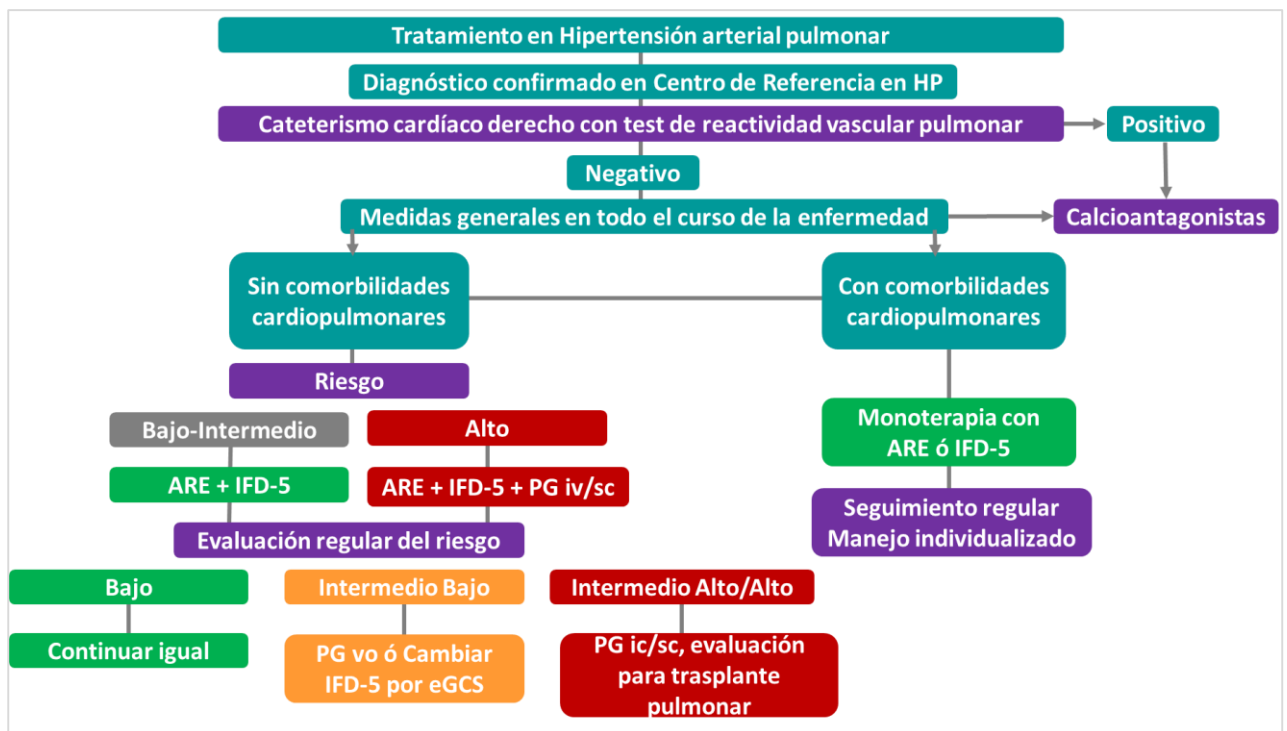 Tratamiento en Hipertensión arterial pulmonar
Diagnóstico confirmado en Centro de Referencia en HP
Cateterismo cardíaco derecho con test de reactividad vascular pulmonar
Positivo
Negativo
Medidas generales en todo el curso de la enfermedad
Calcioantagonistas
Sin comorbilidades
cardiopulmonares
Con comorbilidades
cardiopulmonares
Riesgo
Bajo-Intermedio
Alto
Monoterapia con
ARE ó IFD-5
ARE + IFD-5
ARE + IFD-5 + PG iv/sc
Seguimiento regular
Manejo individualizado
Evaluación regular del riesgo
Bajo
Intermedio Bajo
Intermedio Alto/Alto
Continuar igual
PG vo ó Cambiar
IFD-5 por eGCS
PG ic/sc, evaluación
para trasplante
pulmonar